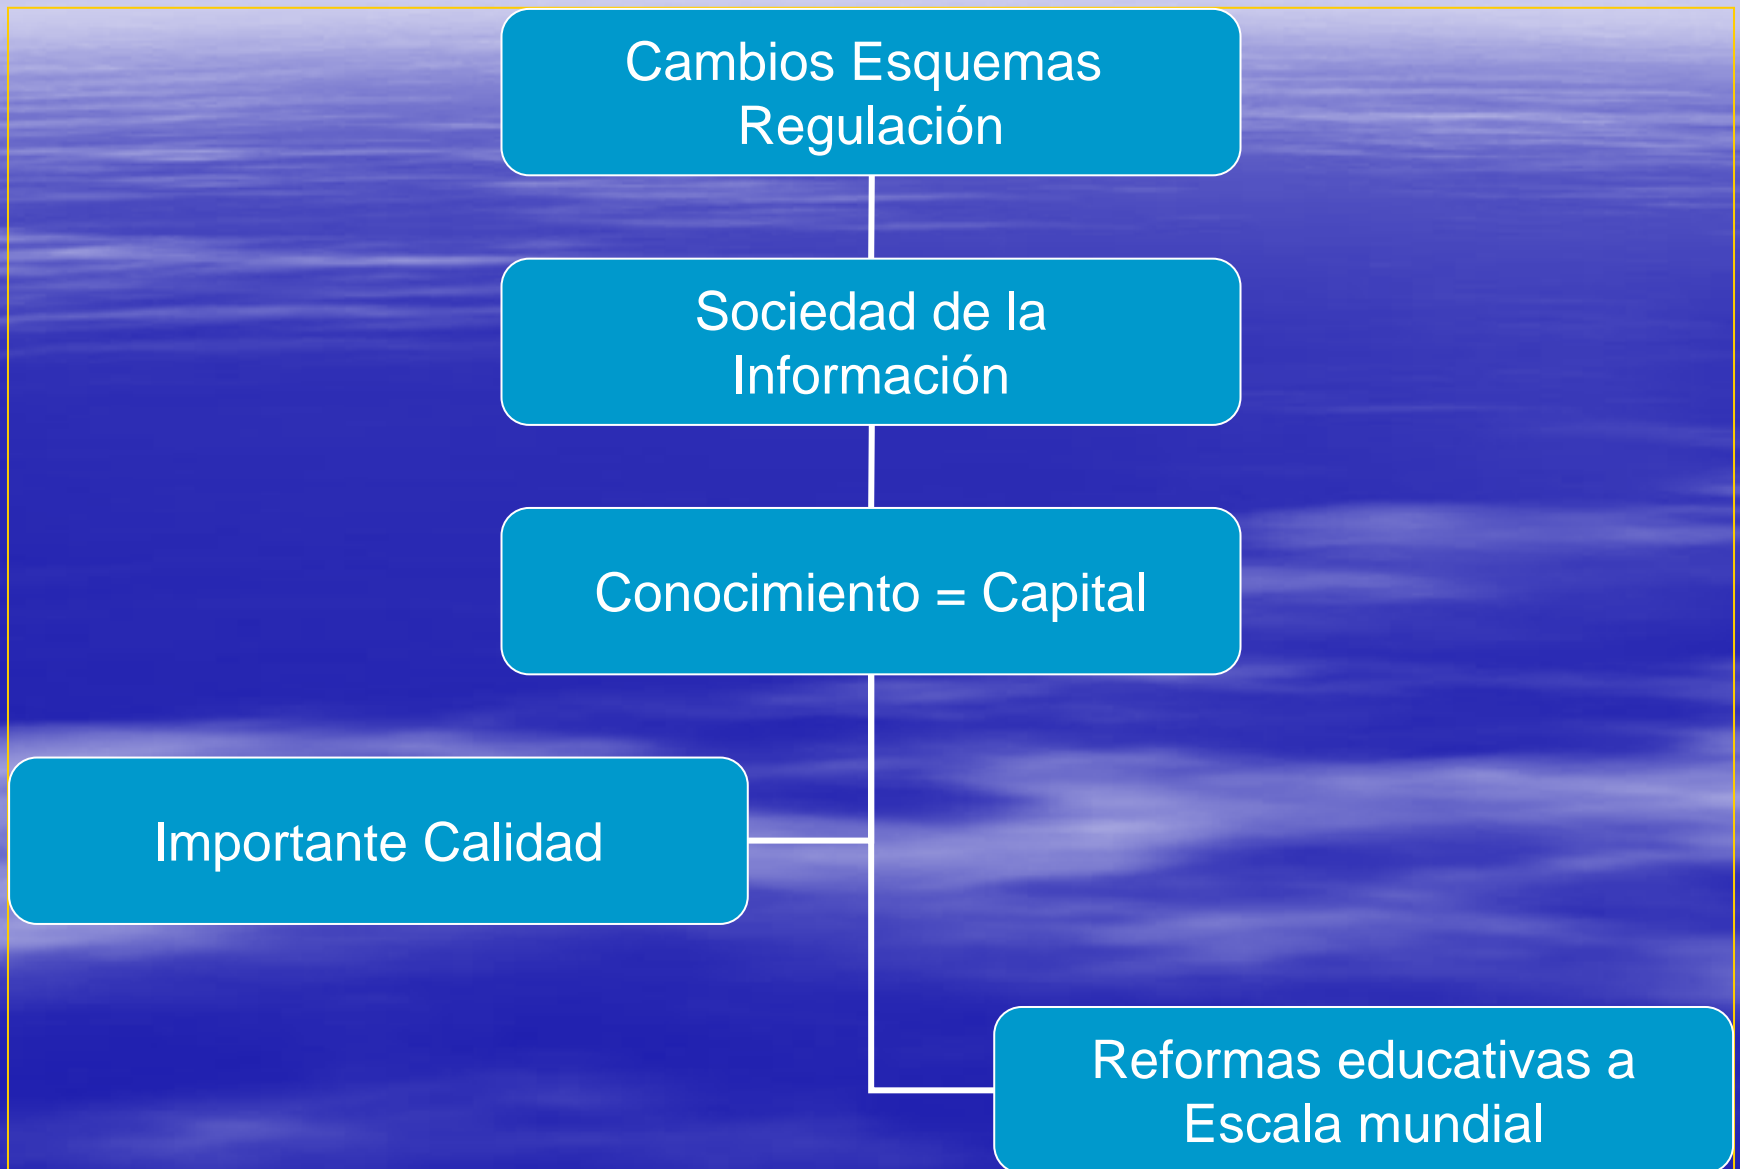 Cambios Esquemas
Regulación
Sociedad de la
Información
Conocimiento = Capital
Importante Calidad
Reformas educativas a
Escala mundial